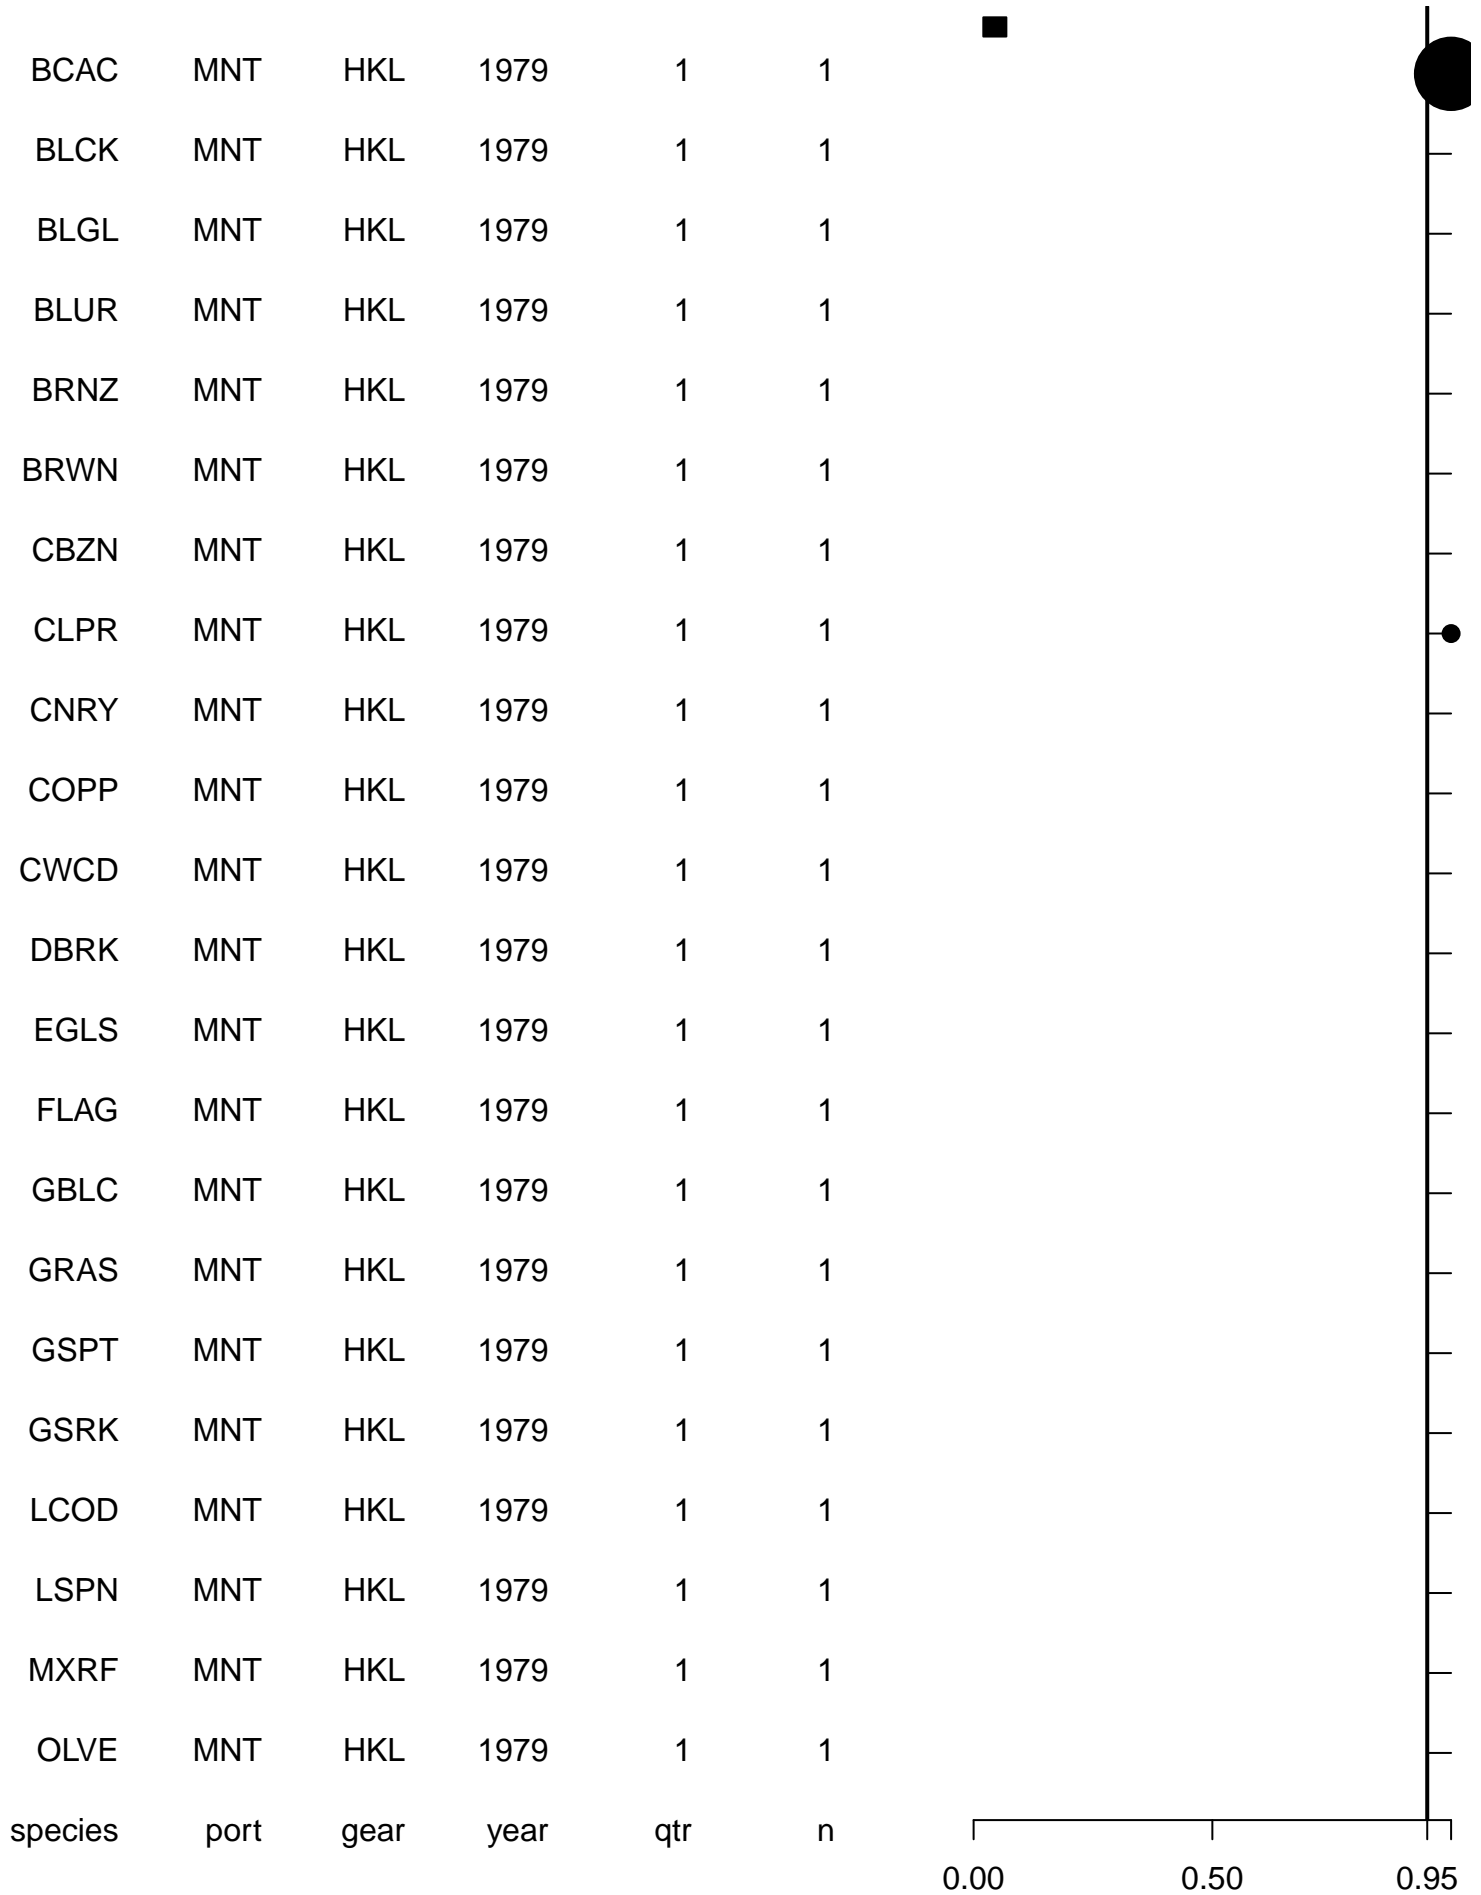 BCAC MNT HKL 1979 1 1
BLCK MNT HKL 1979 1 1
BLGL MNT HKL 1979 1 1
BLUR MNT HKL 1979 1 1
BRNZ MNT HKL 1979 1 1
BRWN MNT HKL 1979 1 1
CBZN MNT HKL 1979 1 1
CLPR MNT HKL 1979 1 1
CNRY MNT HKL 1979 1 1
COPP MNT HKL 1979 1 1
CWCD MNT HKL 1979 1 1
DBRK MNT HKL 1979 1 1
EGLS MNT HKL 1979 1 1
FLAG MNT HKL 1979 1 1
GBLC MNT HKL 1979 1 1
GRAS MNT HKL 1979 1 1
GSPT MNT HKL 1979 1 1
GSRK MNT HKL 1979 1 1
LCOD MNT HKL 1979 1 1
LSPN MNT HKL 1979 1 1
MXRF MNT HKL 1979 1 1
OLVE MNT HKL 1979 1 1
species port gear year qtr n
0.00 0.50 0.95